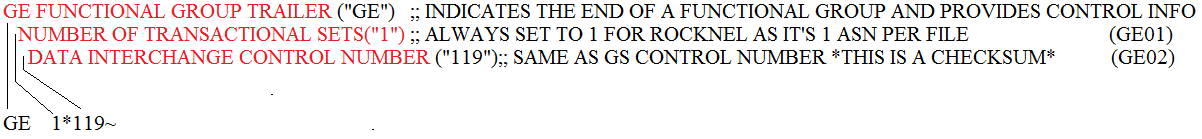 GE FUNCTIONAL GROUP TRAILER ("GE") ;; INDICATES THE END OF A FUNCTIONAL GROUP AND PROVIDES CONTROL INFO
NUMBER OF TRANSACTIONAL SETS("1") ;; ALWAYS SET TO 1 FOR ROCKNEL AS IT'S 1 ASN PER FILE (GE01)
DATA INTERCHANGE CONTROL NUMBER ("119");; SAME AS GS CONTROL NUMBER *THIS IS A CHECKSUM* (GE02)
GE 1*119~